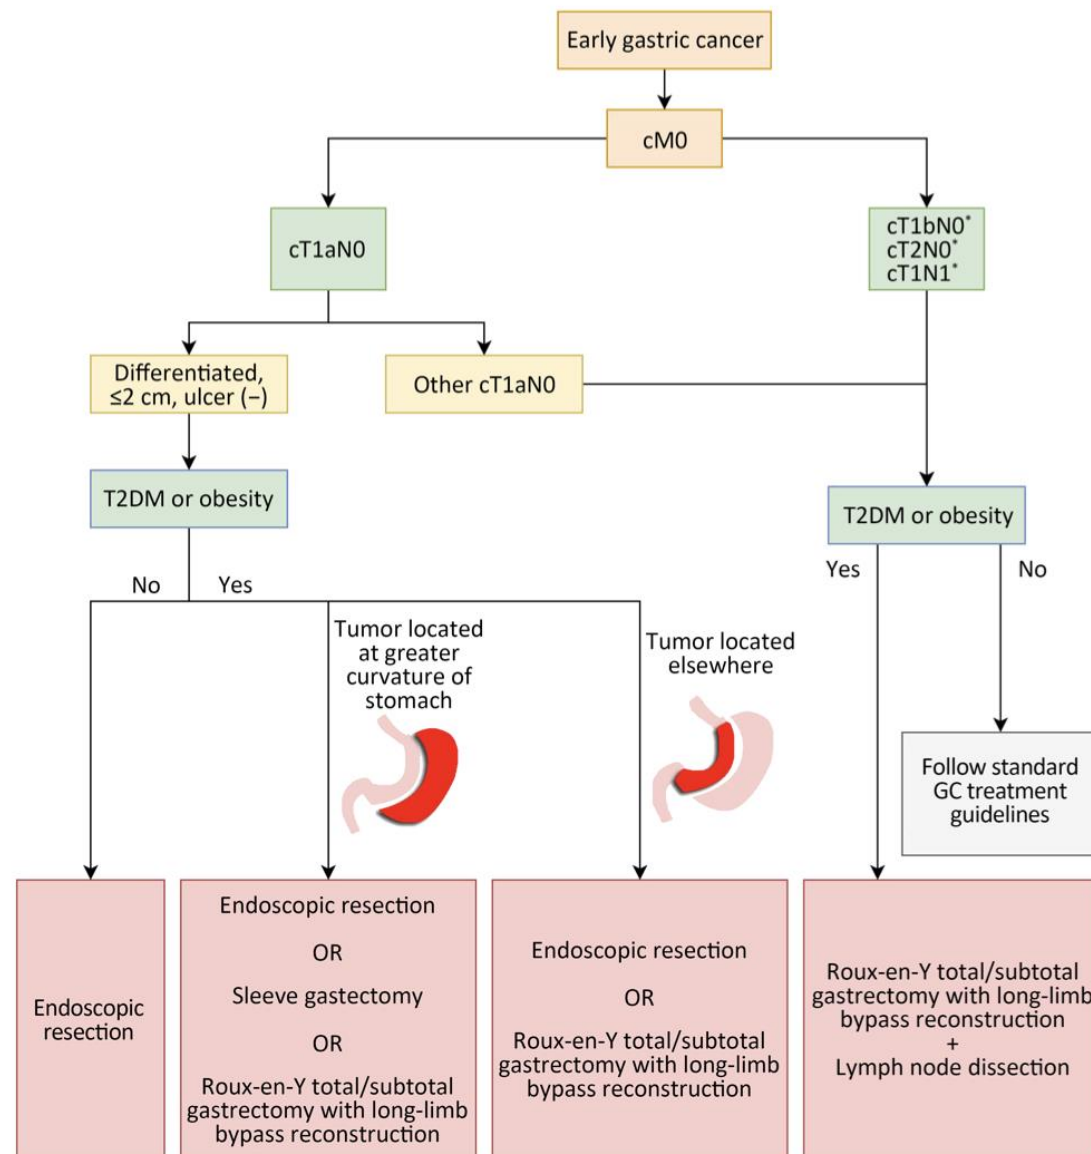 Early gastric cancer
cM0
cT1aN0
cT1bN0*
cT2N0*
cT1N1*
Differentiated,
≤2 cm, ulcer (−)
Other cT1aN0
T2DM or obesity
T2DM or obesity
No
Yes
Yes
No
Tumor located
at greater
curvature of
stomach
Tumor located
elsewhere
Follow standard
GC treatment
guidelines
Endoscopic
resection
Endoscopic resection
OR
Sleeve gastectomy
OR
Roux-en-Y total/subtotal
gastrectomy with long-limb
bypass reconstruction
Endoscopic resection
OR
Roux-en-Y total/subtotal
gastrectomy with long-limb
bypass reconstruction
Roux-en-Y total/subtotal
gastrectomy with long-limb
bypass reconstruction
+
Lymph node dissection